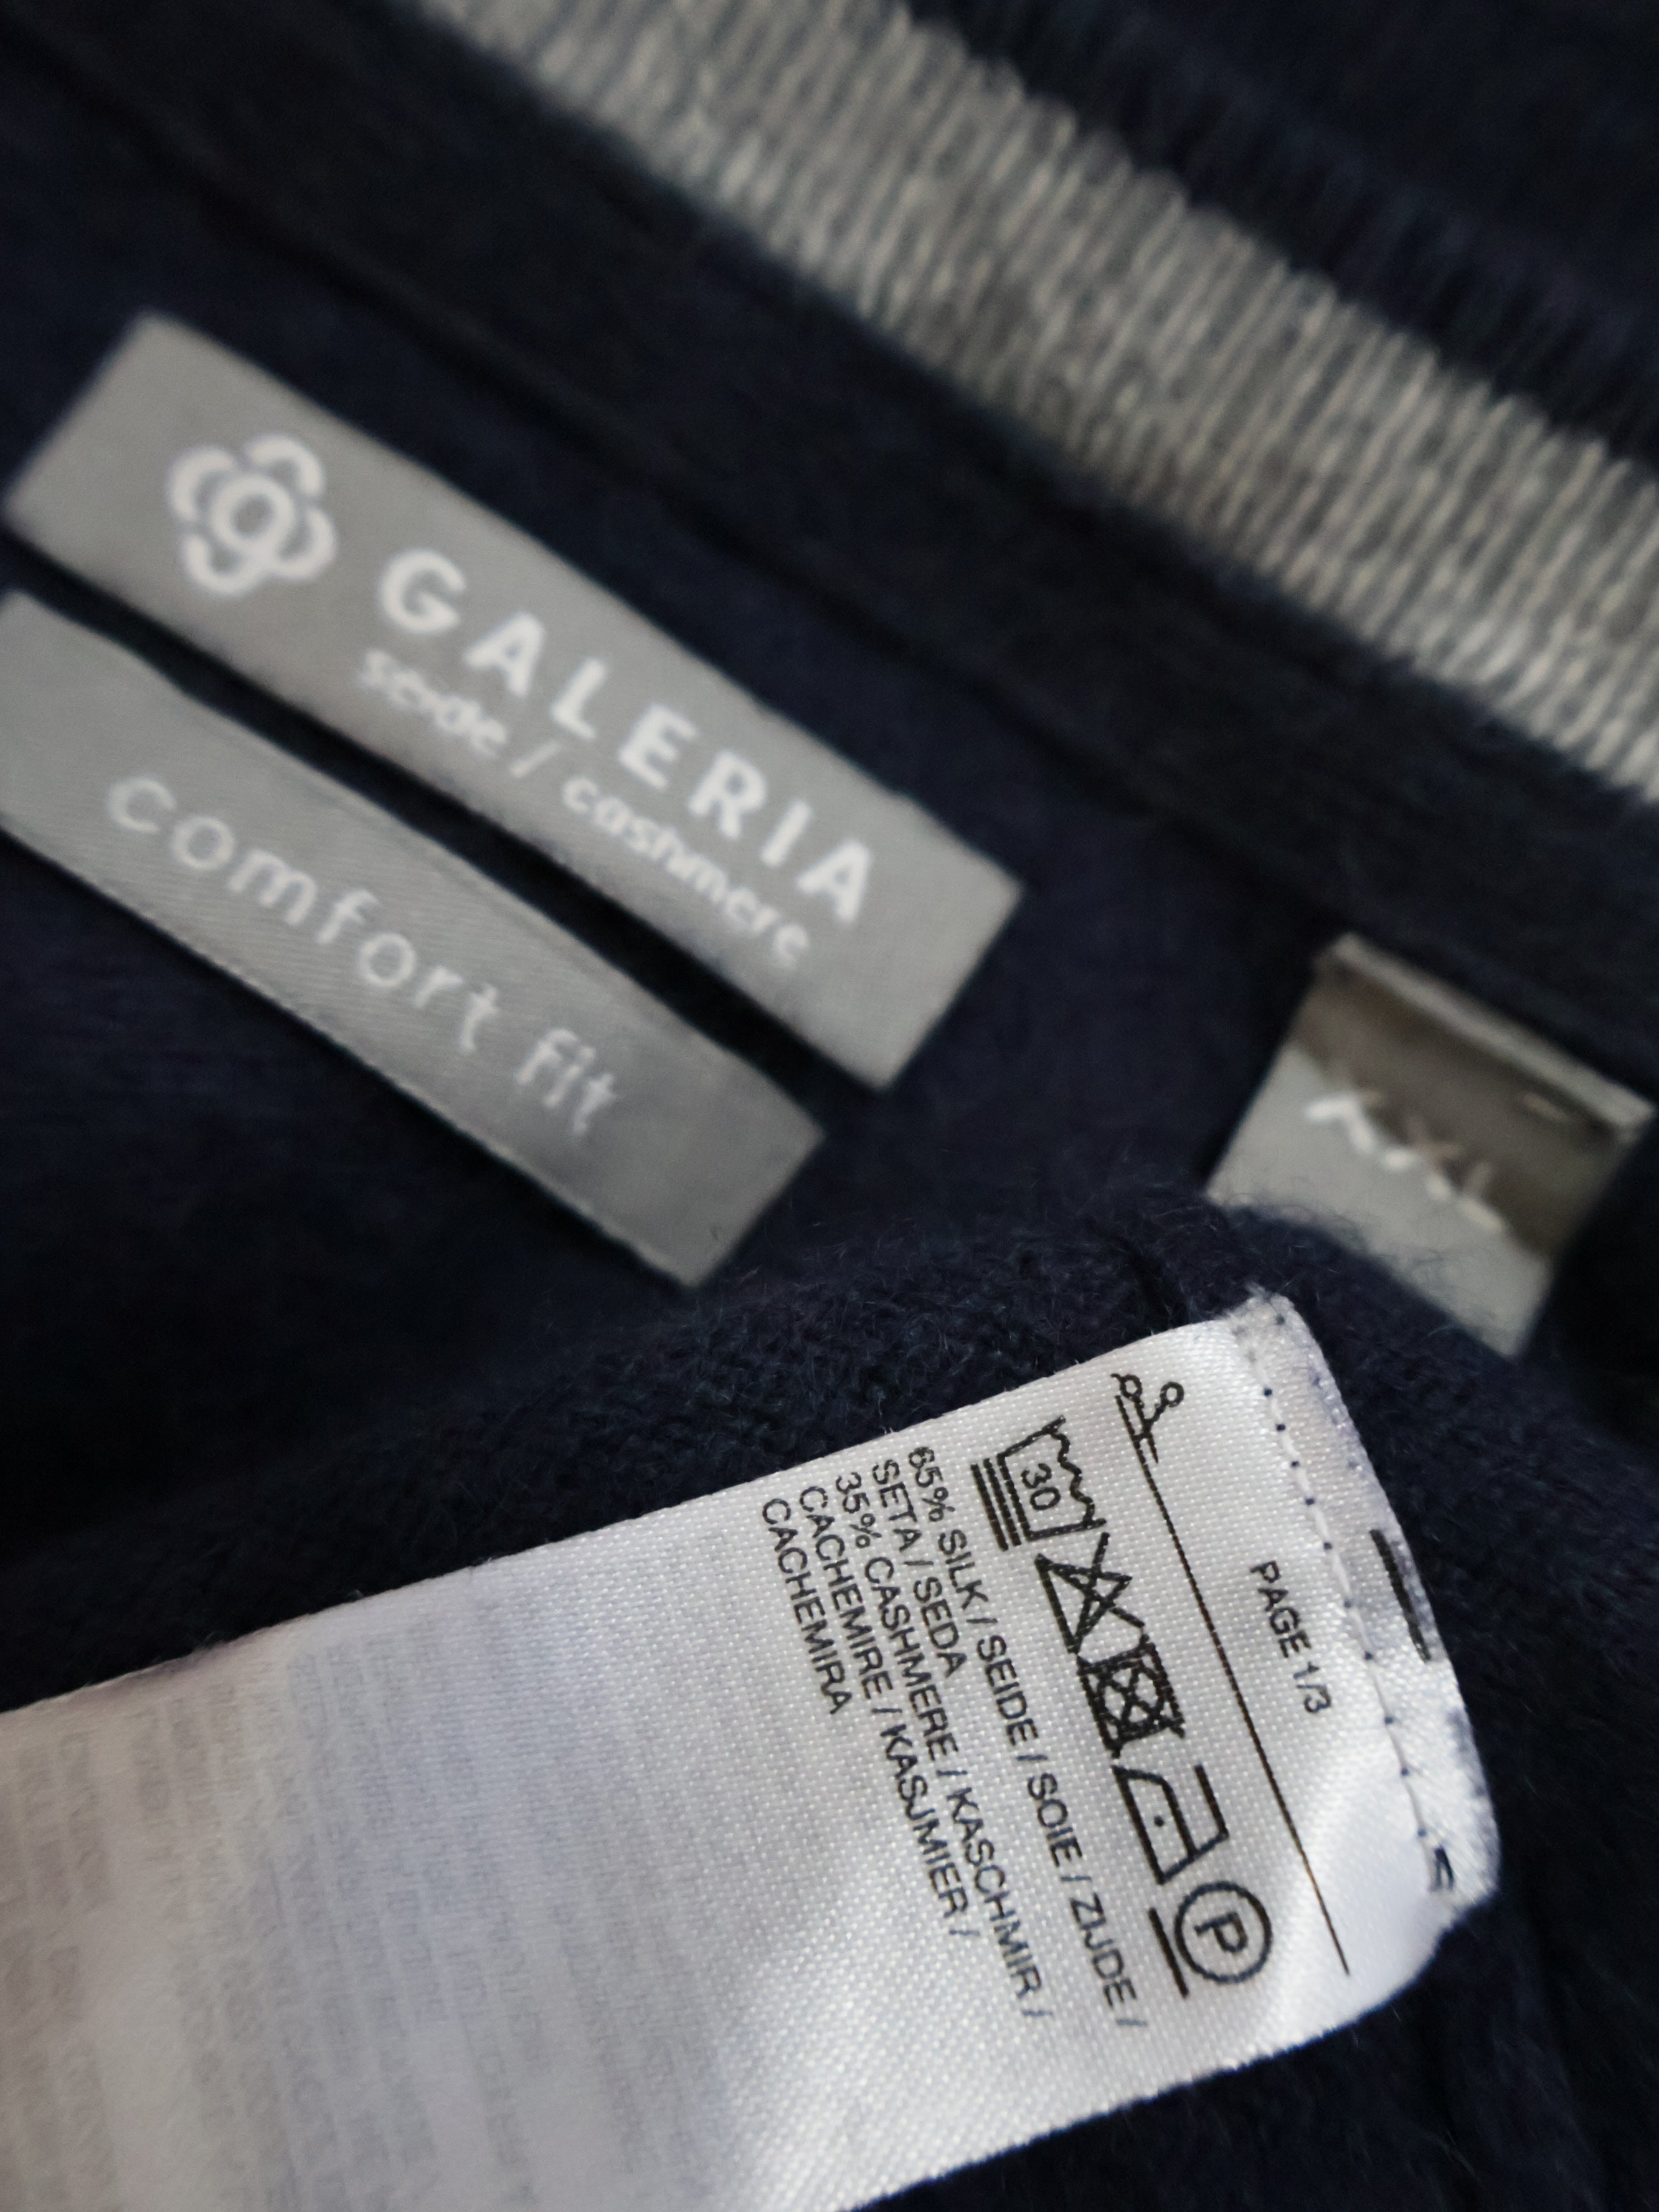 GALERIA
seide / cashmere
comfort fit
PAGE 1/3
30
P
65% SILK / SEIDE / SOIE / ZIJDE /
SETA / SEDA
35% CASHMERE / KASCHMIR /
CACHEMIRE / KASJMIER /
CACHEMIRA